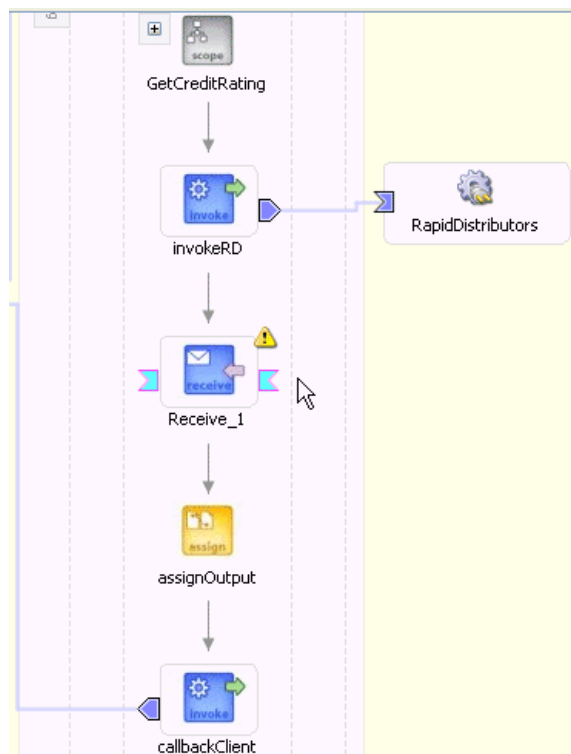 scope
GetCreditRating
invoke
invokeRD
RapidDistributors
receive
Receive_1
assign
assignOutput
invoke
callbackClient